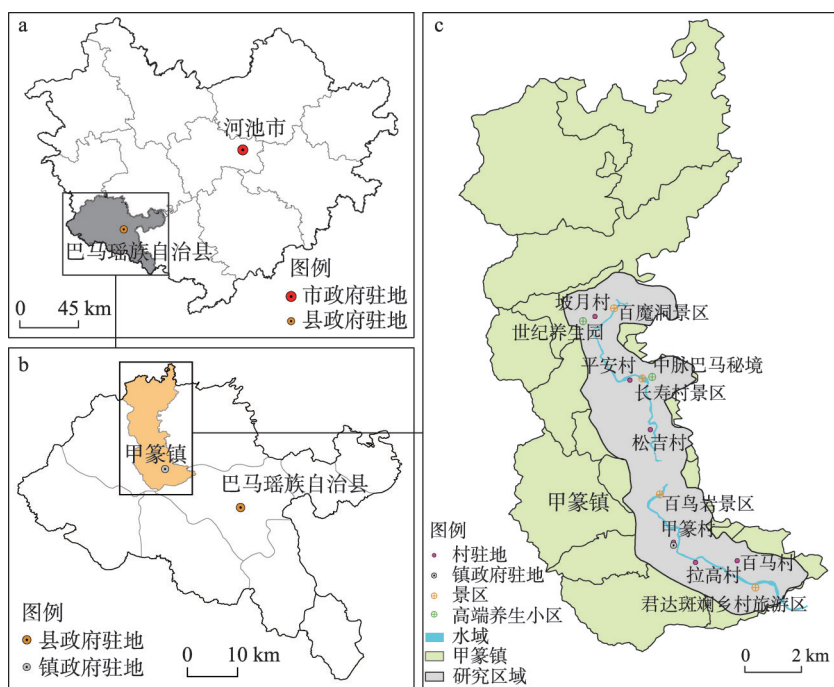 a
河池市
巴马瑶族自治县
图例
0 45 km
市政府驻地
县政府驻地
b
甲篆镇
巴马瑶族自治县
图例
县政府驻地
镇政府驻地
0 10 km
c
坡月村
百魔洞景区
世纪养生园
平安村
中脉巴马秘境
长寿村景区
松吉村
百鸟岩景区
甲篆镇
甲篆村
百马村
拉高村
君达斑斓乡村旅游区
图例
村驻地
镇政府驻地
景区
高端养生小区
水域
甲篆镇
研究区域
0 2 km